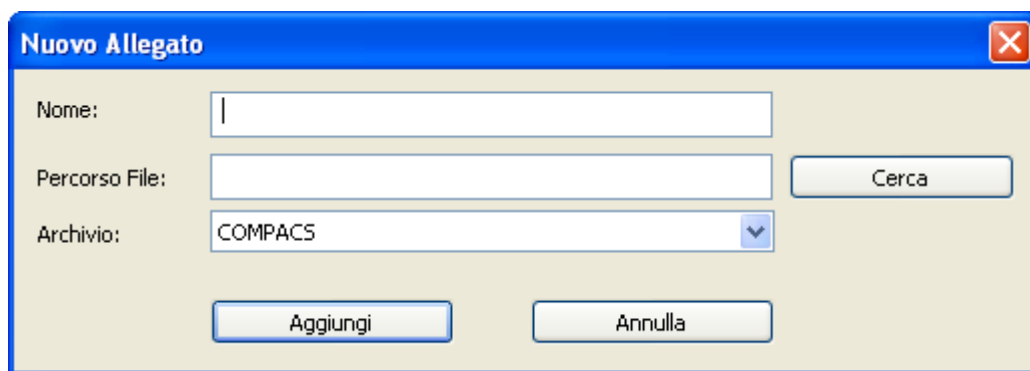 Nuovo Allegato
Nome:
Percorso File:
Cerca
Archivio:
COMPACS
Aggiungi
Annulla